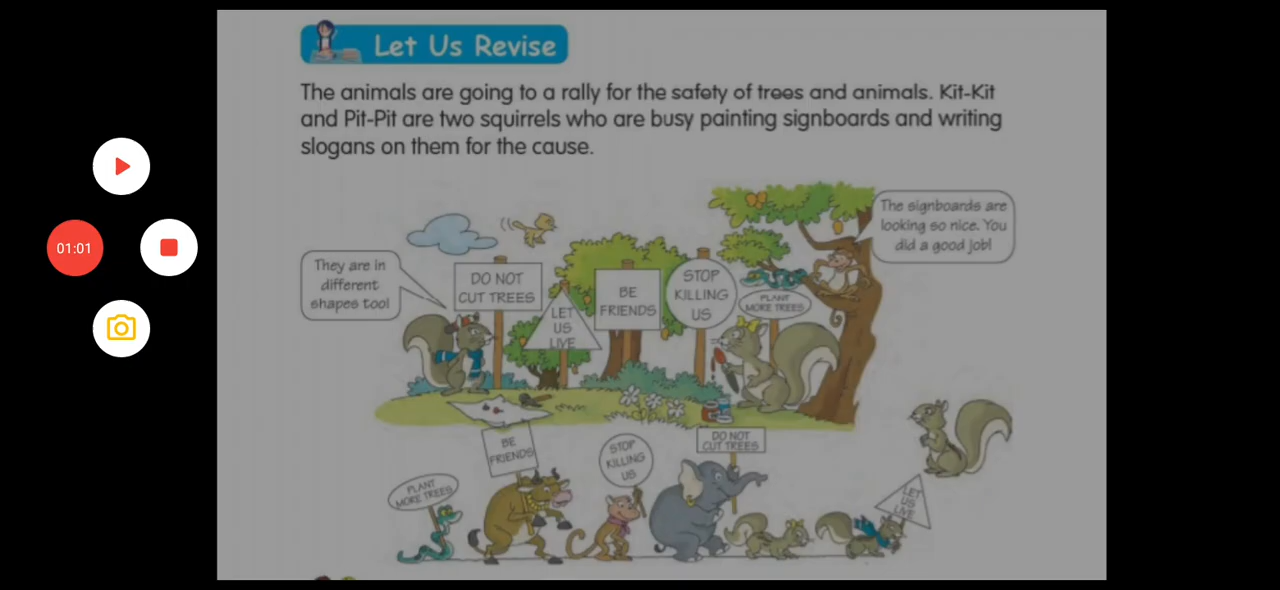 Let Us Revise
The animals are going to a rally for the safety of trees and animals. Kit-Kit
and Pit-Pit are two squirrels who are busy painting signboards and writing
slogans on them for the cause.
The signboards are
looking so nice. You
did a good job!
They are in
different
shapes too!
DO NOT
CUT TREES
LET
US
LIVE
BE
FRIENDS
STOP
KILLING
US
PLANT
MORE TREES
01:01
PLANT
MORE TREES
BE
FRIENDS
STOP
KILLING
US
DO NOT
CUT TREES
LET
US
LIVE